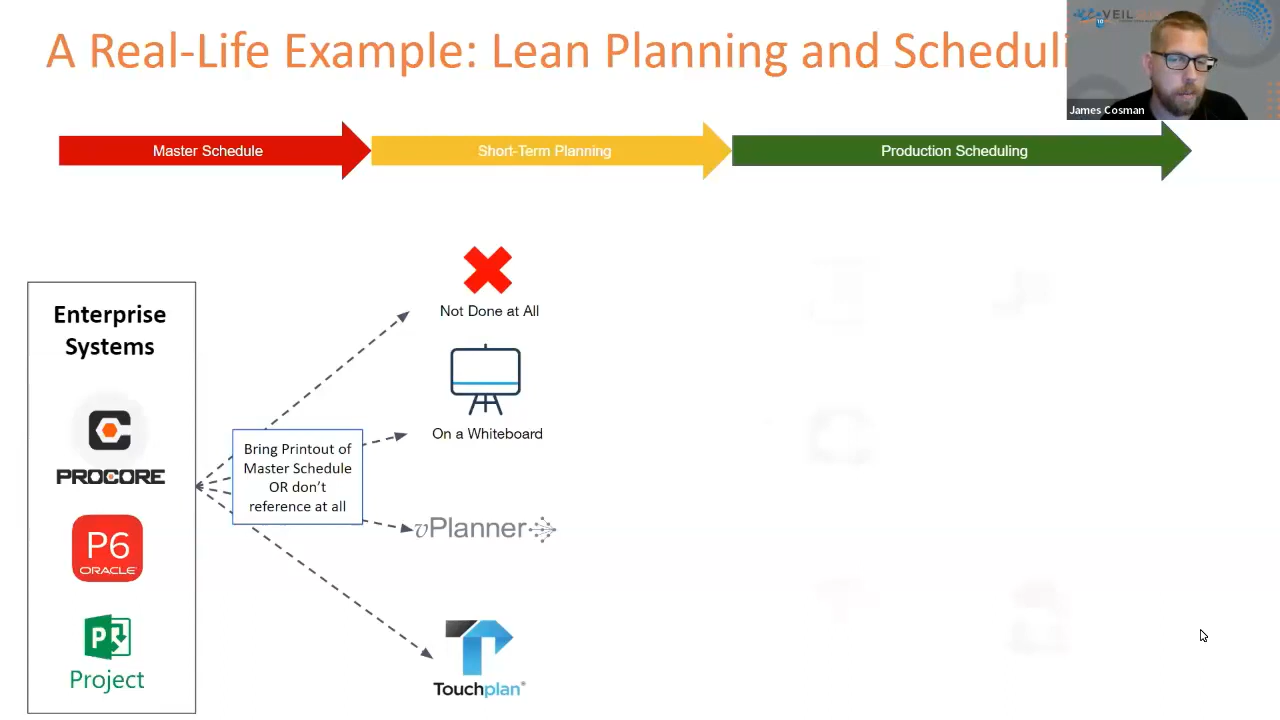 A Real-Life Example: Lean Planning and
James Cosman
Master Schedule
Short-Term Planning
Production Scheduling
Enterprise
Systems
PROCORE
P6
ORACLE
Project
Bring Printout of
Master Schedule
OR don't
reference at all
Not Done at All
On a Whiteboard
vPlanner
Touchplan®